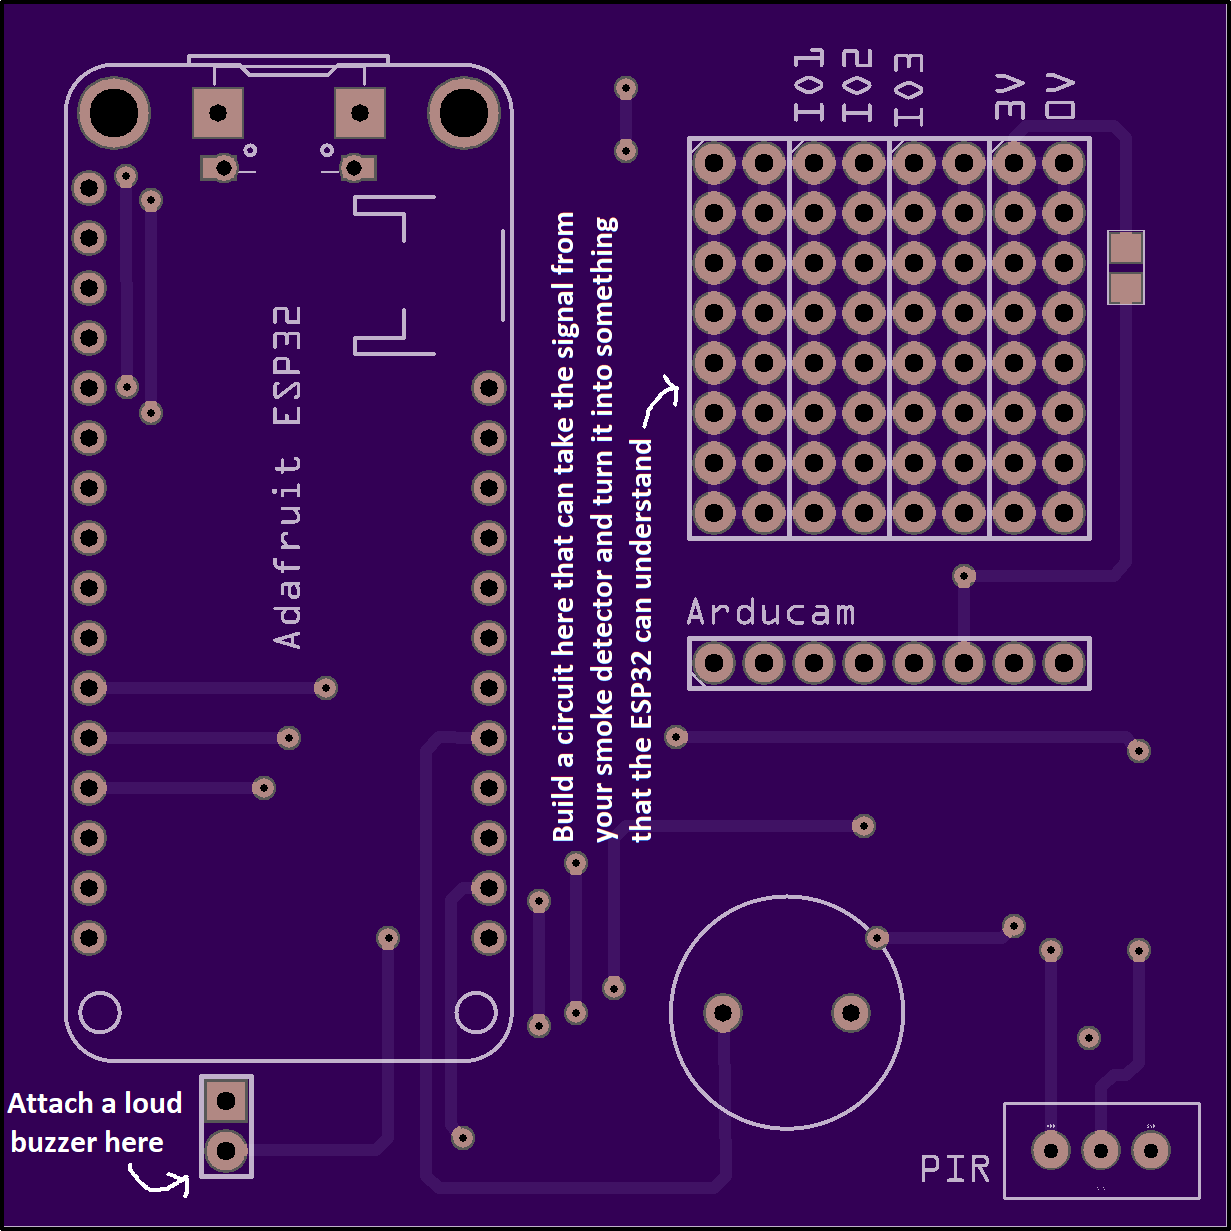 IO1
IO2
IO3
3V
0V
Adafruit ESP32
Build a circuit here that can take the signal from
your smoke detector and turn it into something
that the ESP32 can understand
Arducam
Attach a loud
buzzer here
PIR